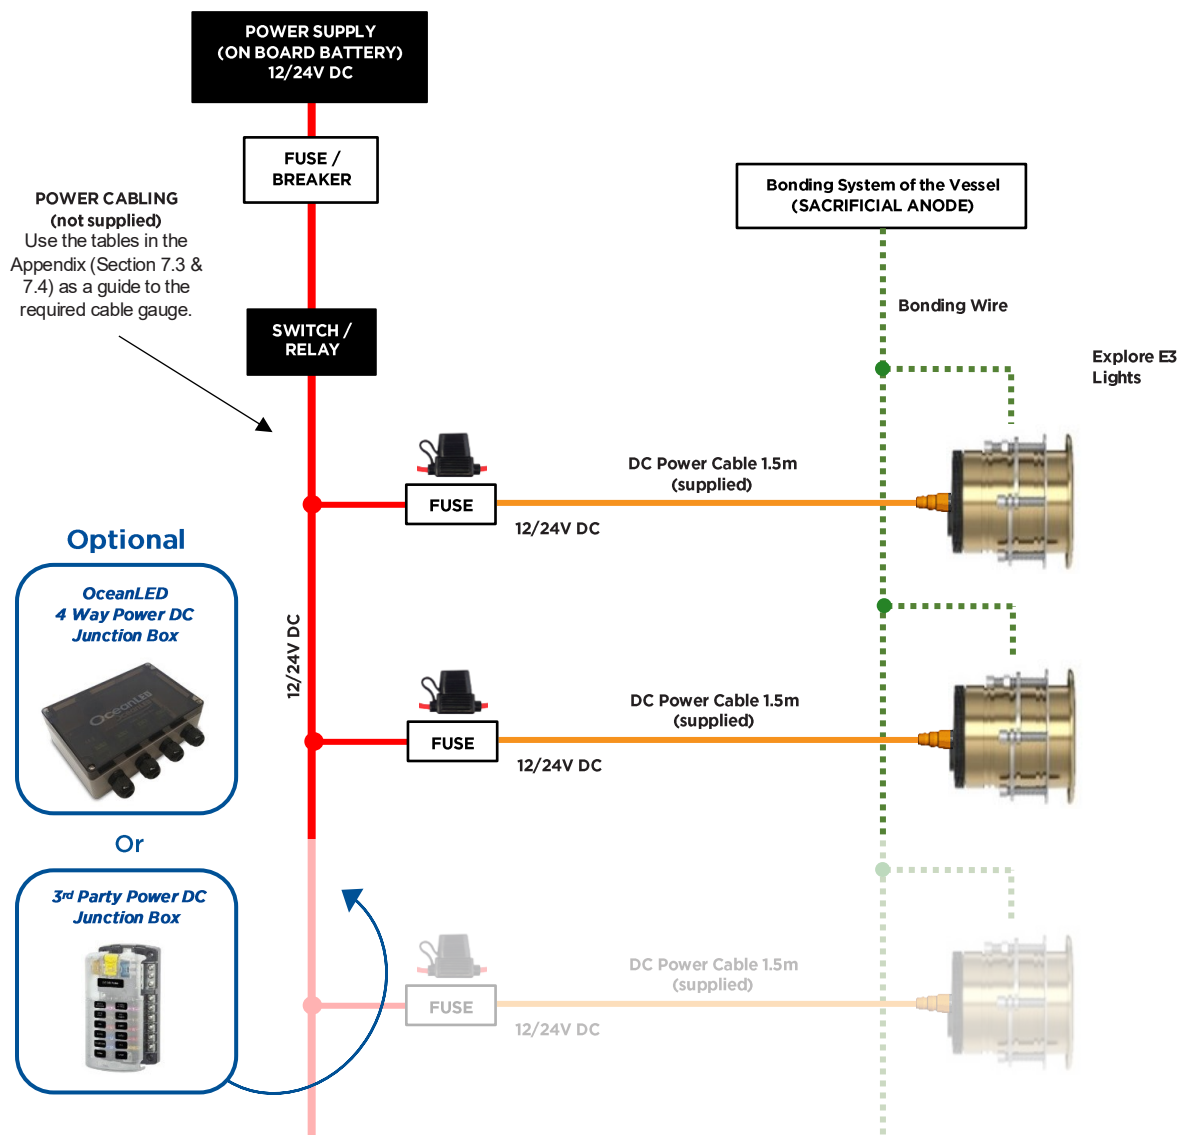 POWER SUPPLY
(ON BOARD BATTERY)
12/24V DC
FUSE /
BREAKER
POWER CABLING
(not supplied)
Use the tables in the
Appendix (Section 7.3 &
7.4) as a guide to the
required cable gauge.
SWITCH /
RELAY
Bonding System of the Vessel
(SACRIFICIAL ANODE)
Bonding Wire
Explore E3
Lights
DC Power Cable 1.5m
(supplied)
FUSE
12/24V DC
Optional
OceanLED
4 Way Power DC
Junction Box
OceanLED
12/24V DC
DC Power Cable 1.5m
(supplied)
FUSE
12/24V DC
Or
3rd Party Power DC
Junction Box
DC Power Cable 1.5m
(supplied)
FUSE
12/24V DC